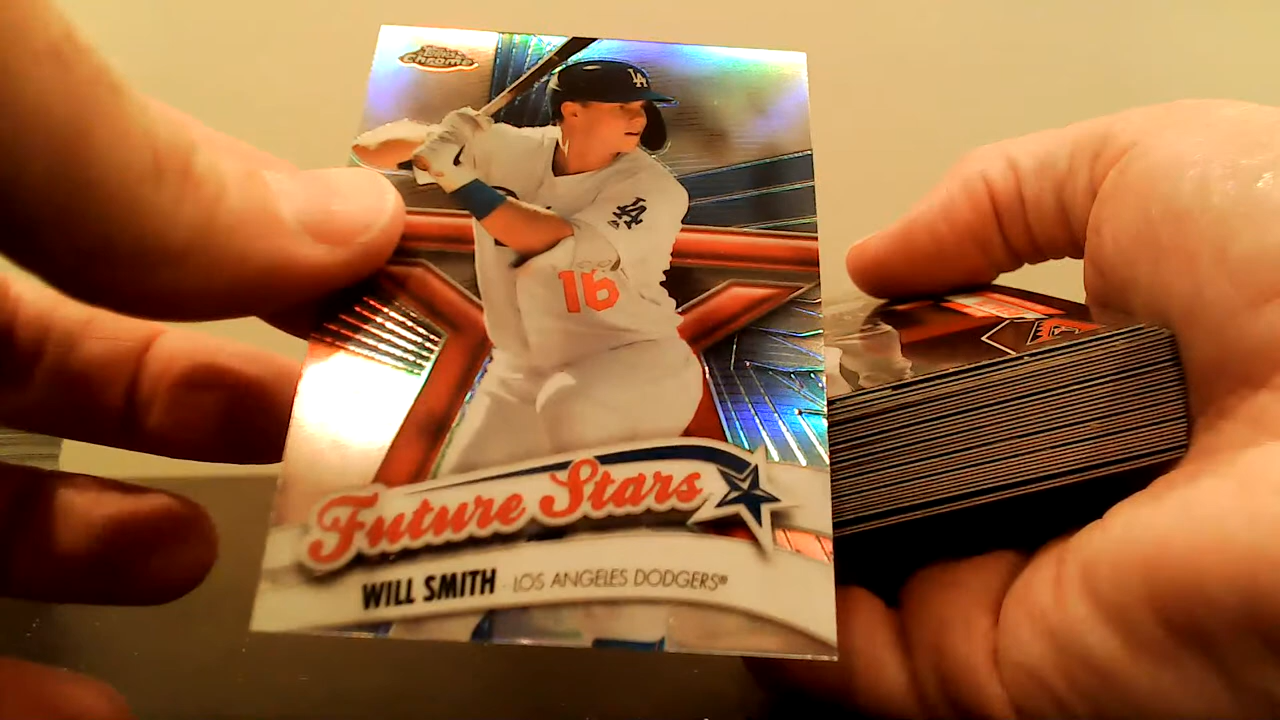 Topps
Chrome
LA
LA
16
Future Stars
WILL SMITH LOS ANGELES DODGERS®